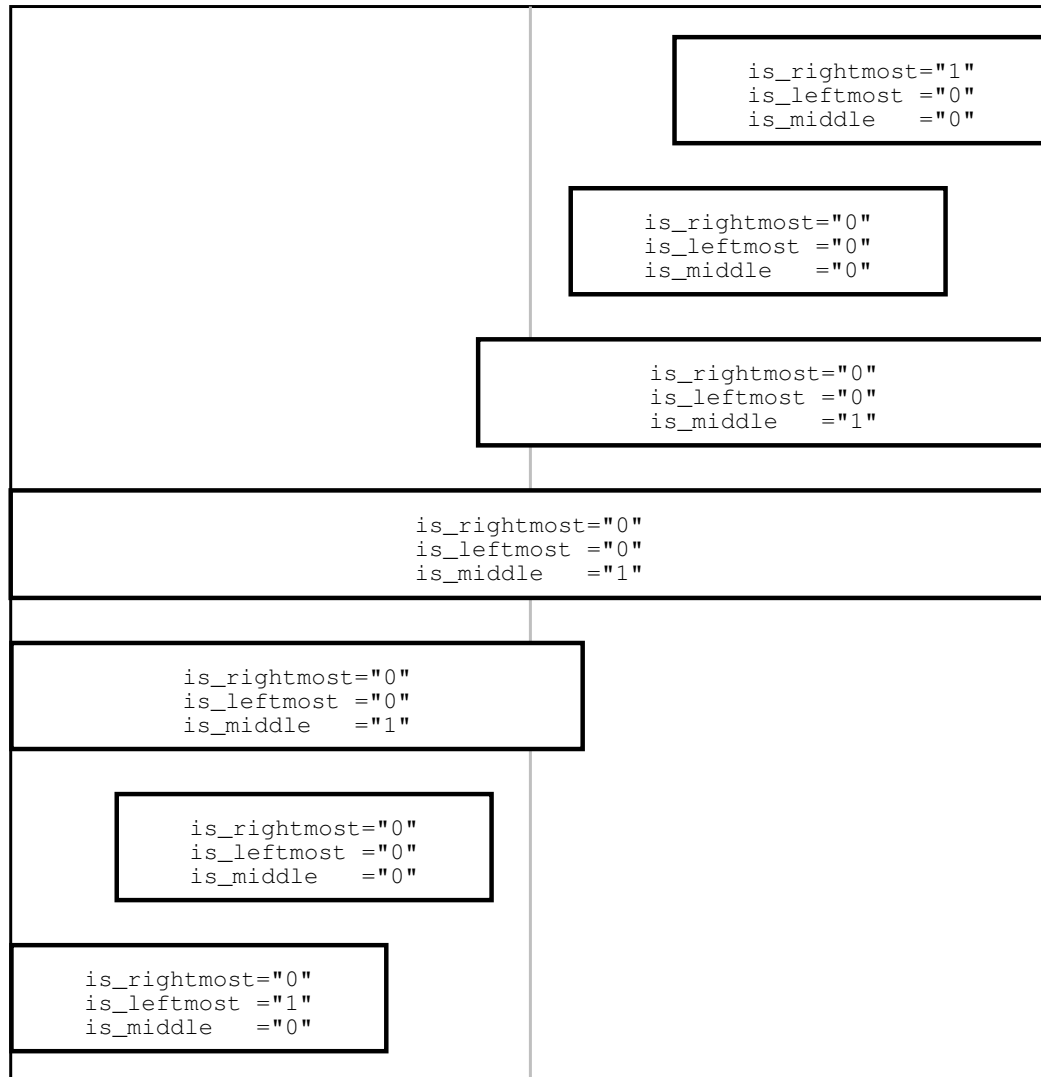 is_rightmost="1"
is_leftmost ="0"
is_middle   ="0"
is_rightmost="0"
is_leftmost ="0"
is_middle   ="0"
is_rightmost="0"
is_leftmost ="0"
is_middle   ="1"
is_rightmost="0"
is_leftmost ="0"
is_middle   ="1"
is_rightmost="0"
is_leftmost ="0"
is_middle   ="1"
is_rightmost="0"
is_leftmost ="0"
is_middle   ="0"
is_rightmost="0"
is_leftmost ="1"
is_middle   ="0"